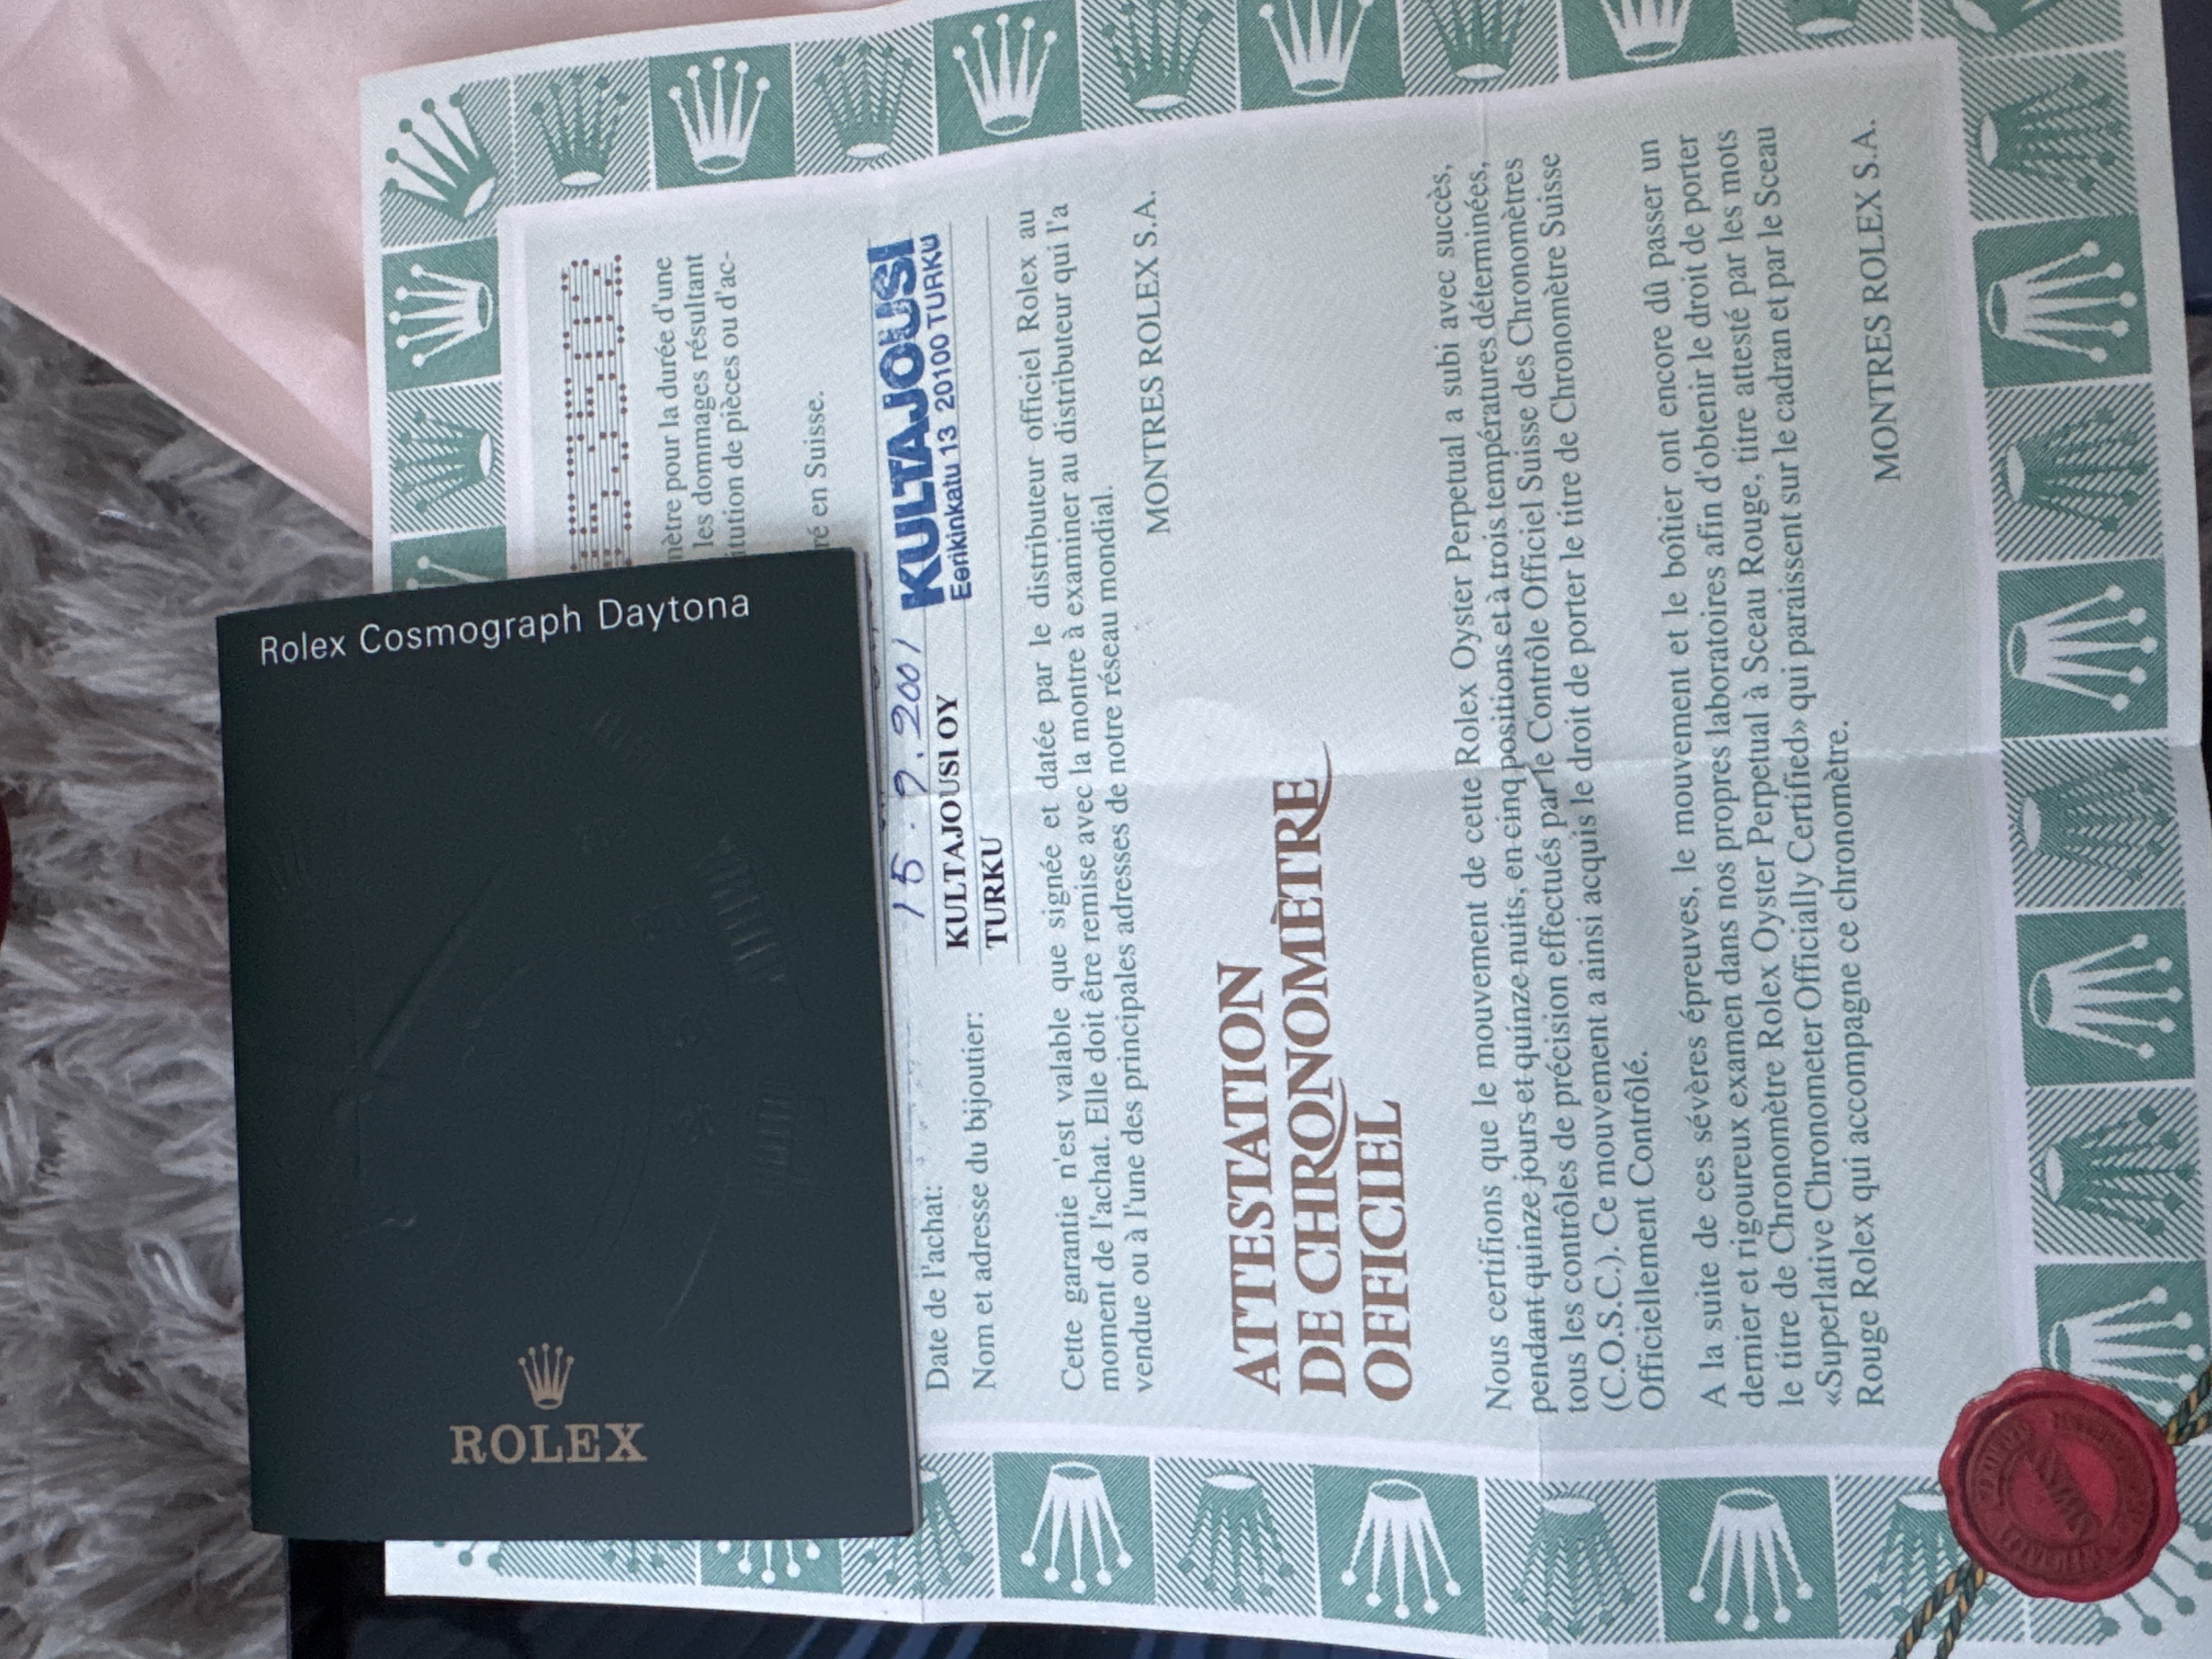 Rolex Cosmograph Daytona
ROLEX
mètre pour la durée d'une
les dommages résultant
itution de pièces ou d'ac-
ré en Suisse.
Date de l'achat:
15.7.2001
KULTAJOUSI
Eerikinkatu 13 20100 TURKU
Nom et adresse du bijoutier:
KULTAJOUSI OY
TURKU
Cette garantie n'est valable que signée et datée par le distributeur officiel Rolex au
moment de l'achat. Elle doit être remise avec la montre à examiner au distributeur qui l'a
vendue ou à l'une des principales adresses de notre réseau mondial.
MONTRES ROLEX S.A.
ATTESTATION
DE CHRONOMÈTRE
OFFICIEL
Nous certifions que le mouvement de cette Rolex Oyster Perpetual a subi avec succès,
pendant quinze jours et quinze nuits, en cinq positions et à trois températures déterminées,
tous les contrôles de précision effectués par le Contrôle Officiel Suisse des Chronomètres
(C.O.S.C.). Ce mouvement a ainsi acquis le droit de porter le titre de Chronomètre Suisse
Officiellement Contrôlé.
A la suite de ces sévères épreuves, le mouvement et le boîtier ont encore dû passer un
dernier et rigoureux examen dans nos propres laboratoires afin d'obtenir le droit de porter
le titre de Chronomètre Rolex Oyster Perpetual à Sceau Rouge, titre attesté par les mots
«Superlative Chronometer Officially Certified» qui paraissent sur le cadran et par le Sceau
Rouge Rolex qui accompagne ce chronomètre.
MONTRES ROLEX S.A.